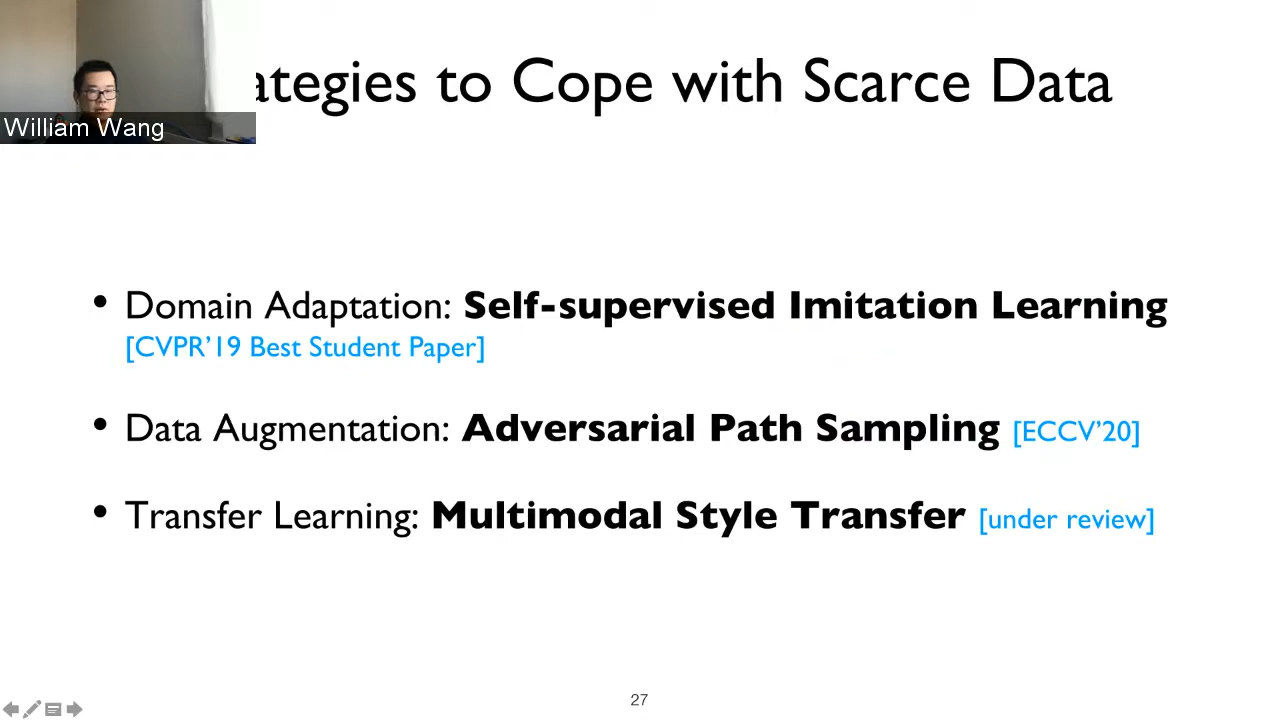 ategies to Cope with Scarce Data
William Wang
• Domain Adaptation: Self-supervised Imitation Learning
[CVPR’19 Best Student Paper]
• Data Augmentation: Adversarial Path Sampling [ECCV’20]
• Transfer Learning: Multimodal Style Transfer [under review]
27